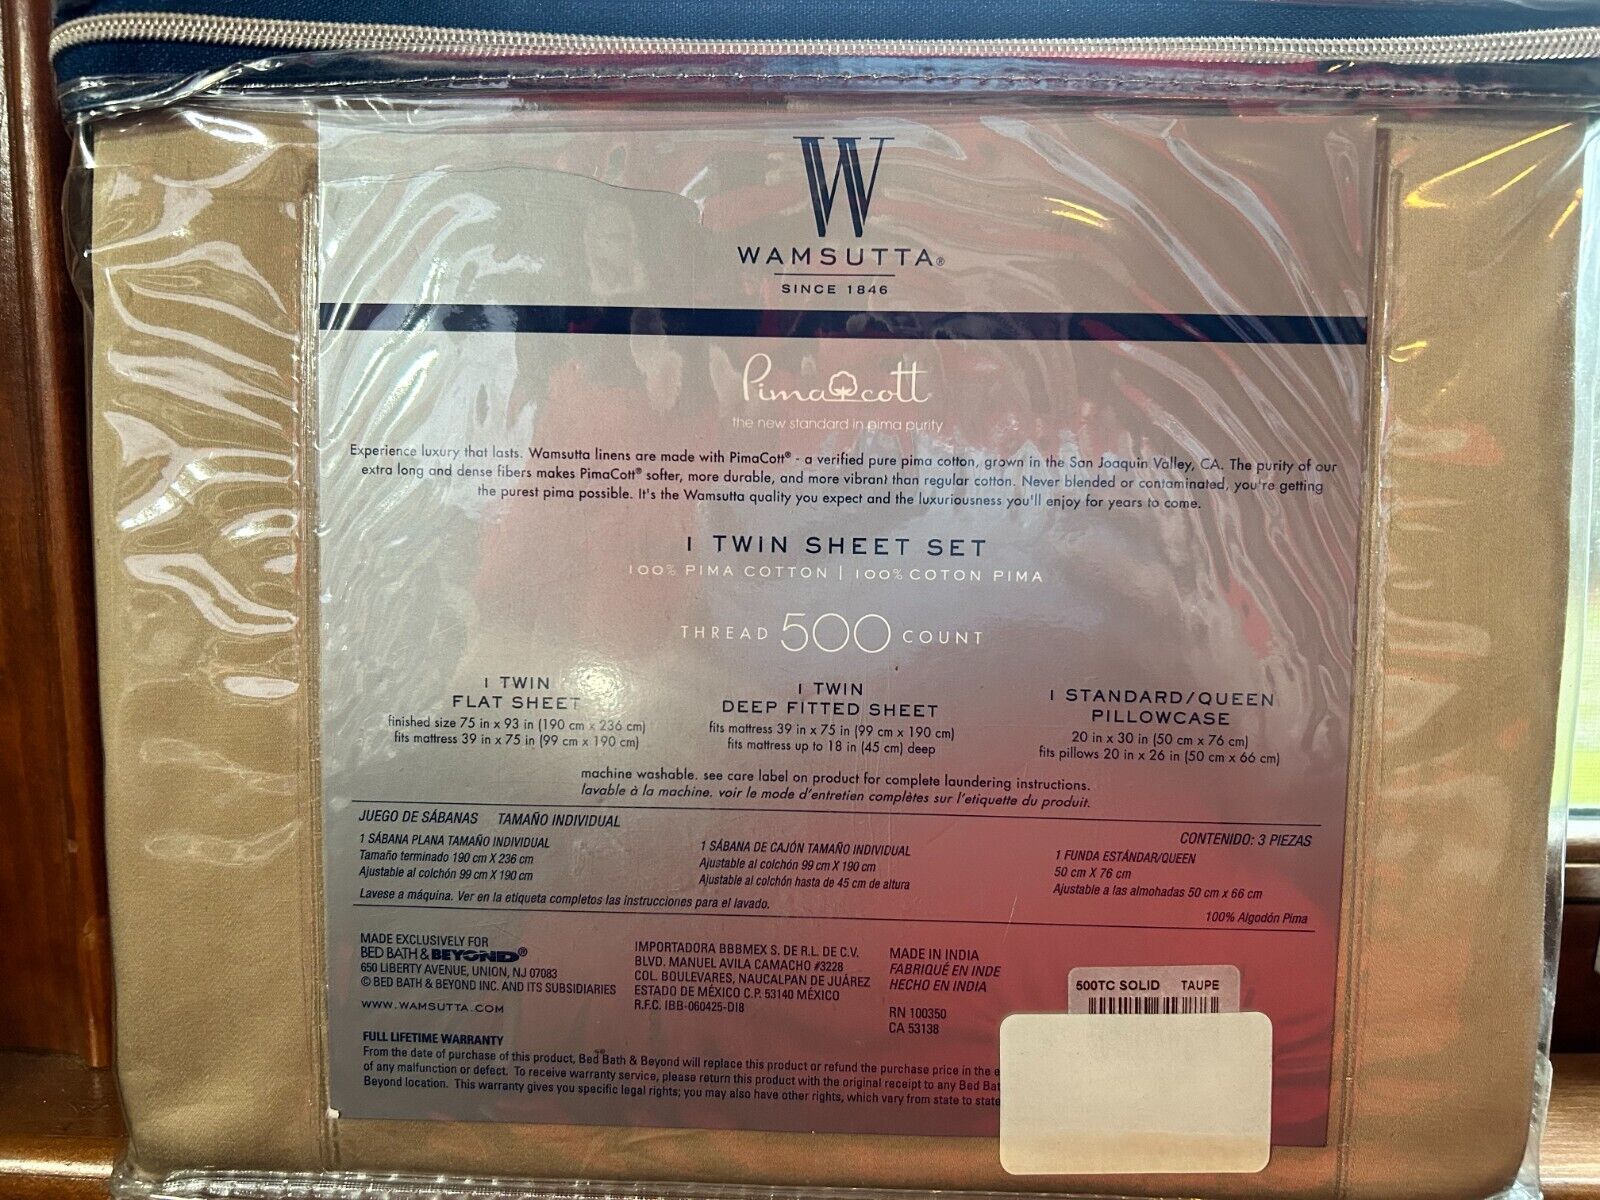 W
WAMSUTTA®
SINCE 1846
Pimacott
the new standard in pima purity
Experience luxury that lasts. Wamsutta linens are made with PimaCott® - a verified pure pima cotton, grown in the San Joaquin Valley, CA. The purity of our
extra long and dense fibers makes PimaCott® softer, more durable, and more vibrant than regular cotton. Never blended or contaminated, you're getting
the purest pima possible. It's the Wamsutta quality you expect and the luxuriousness you'll enjoy for years to come.
1 TWIN SHEET SET
100% PIMA COTTON | 100% COTON PIMA
THREAD 500 COUNT
1 TWIN
FLAT SHEET
finished size 75 in x 93 in (190 cm x 236 cm)
fits mattress 39 in x 75 in (99 cm x 190 cm)
1 TWIN
DEEP FITTED SHEET
fits mattress 39 in x 75 in (99 cm x 190 cm)
fits mattress up to 18 in (45 cm) deep
1 STANDARD/QUEEN
PILLOWCASE
20 in x 30 in (50 cm x 76 cm)
fits pillows 20 in x 26 in (50 cm x 66 cm)
machine washable. see care label on product for complete laundering instructions.
lavable à la machine. voir le mode d'entretien complètes sur l'etiquette du produit.
JUEGO DE SÁBANAS TAMAÑO INDIVIDUAL
CONTENIDO: 3 PIEZAS
1 SÁBANA PLANA TAMAÑO INDIVIDUAL
Tamaño terminado 190 cm X 236 cm
Ajustable al colchón 99 cm X 190 cm
1 SÁBANA DE CAJÓN TAMAÑO INDIVIDUAL
Ajustable al colchón 99 cm X 190 cm
Ajustable al colchón hasta de 45 cm de altura
1 FUNDA ESTÁNDAR/QUEEN
50 cm X 76 cm
Ajustable a las almohadas 50 cm x 66 cm
Lavese a máquina. Ver en la etiqueta completos las instrucciones para el lavado.
100% Algodón Pima
MADE EXCLUSIVELY FOR
BED BATH & BEYOND®
650 LIBERTY AVENUE, UNION, NJ 07083
© BED BATH & BEYOND INC. AND ITS SUBSIDIARIES
WWW.WAMSUTTA.COM
IMPORTADORA BBBMEX S. DE R.L. DE C.V.
BLVD. MANUEL AVILA CAMACHO #3228
COL. BOULEVARES, NAUCALPAN DE JUÁREZ
ESTADO DE MÉXICO C.P. 53140 MÉXICO
R.F.C. IBB-060425-DI8
MADE IN INDIA
FABRIQUÉ EN INDE
HECHO EN INDIA
RN 100350
CA 53138
500TC SOLID TAUPE
FULL LIFETIME WARRANTY
From the date of purchase of this product, Bed Bath & Beyond will replace this product or refund the purchase price in the e
of any malfunction or defect. To receive warranty service, please return this product with the original receipt to any Bed Bat
Beyond location. This warranty gives you specific legal rights; you may also have other rights, which vary from state to state